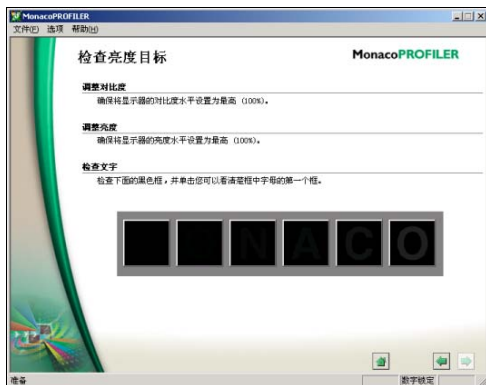 MonacoPROFILER
文件(F) 选项 帮助(H)
检查亮度目标
MonacoPROFILER
调整对比度
确保将显示器的对比度水平设置为最高 (100%)。
调整亮度
确保将显示器的亮度水平设置为最高 (100%)。
检查文字
检查下面的黑色框,并单击您可以看清楚框中字母的第一个框。
N A C O
准备 数字锁定